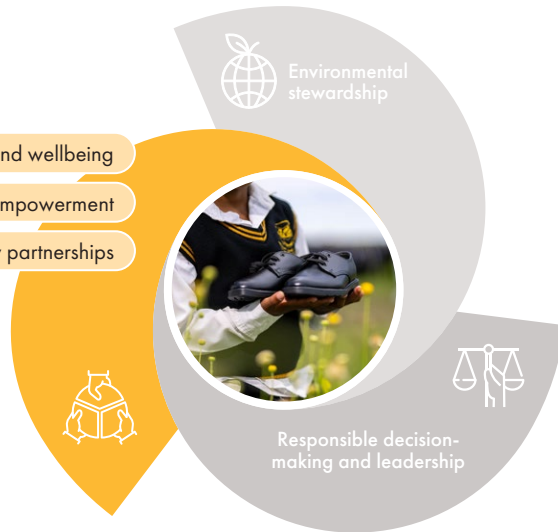 Environmental
stewardship
nd wellbeing
mpowerment
partnerships
Responsible decision-
making and leadership